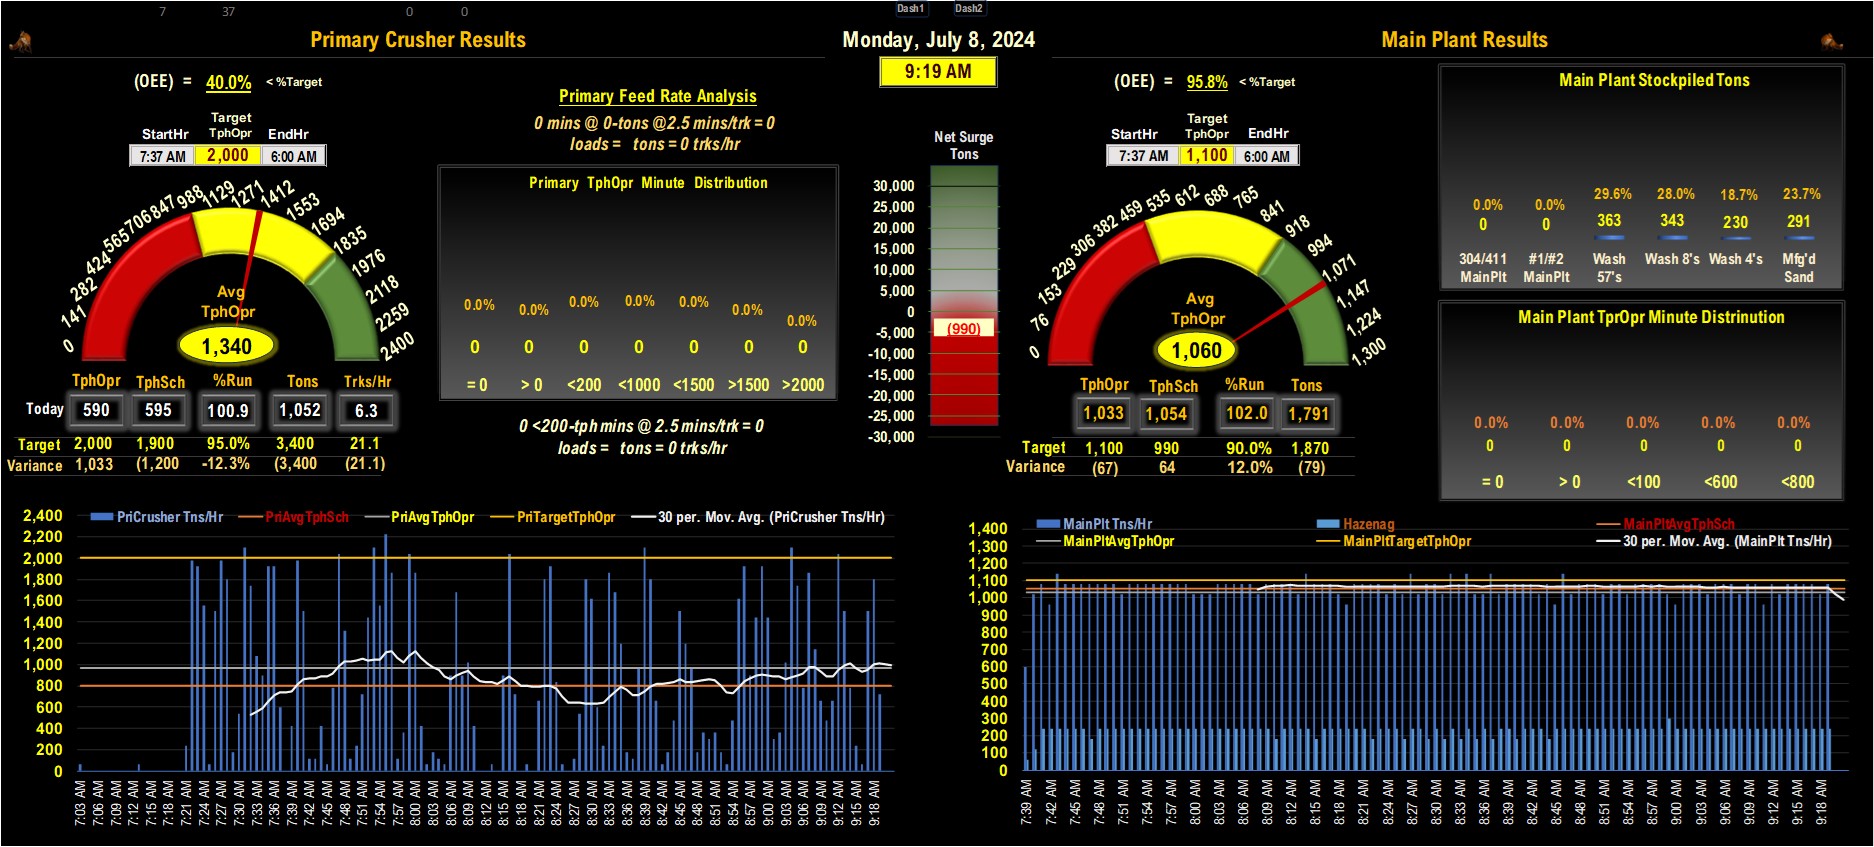 7 37 0 0 Dash1 Dash2
Primary Crusher Results
Monday, July 8, 2024
Main Plant Results
9:19 AM
(OEE) = 40.0% < %Target
Target
StartHr TphOpr EndHr
7:37 AM 2,000 6:00 AM
0 141 282 424 565 706 847 988 1129 1271 1412 1553 1694 1835 1976 2118 2259 2400
Avg
TphOpr
1,340
TphOpr TphSch %Run Tons Trks/Hr
Today 590 595 100.9 1,052 6.3
Target 2,000 1,900 95.0% 3,400 21.1
Variance 1,033 (1,200 -12.3% (3,400 (21.1)
Primary Feed Rate Analysis
0 mins @ 0-tons @2.5 mins/trk = 0
loads = tons = 0 trks/hr
Primary TphOpr Minute Distribution
0.0% 0.0% 0.0% 0.0% 0.0% 0.0% 0.0%
0 0 0 0 0 0 0
= 0 > 0 <200 <1000 <1500 >1500 >2000
0 <200-tph mins @ 2.5 mins/trk = 0
loads = tons = 0 trks/hr
Net Surge
Tons
30,000
25,000
20,000
15,000
10,000
5,000
0
-5,000
-10,000
-15,000
-20,000
-25,000
-30,000
(990)
(OEE) = 95.8% < %Target
Target
StartHr TphOpr EndHr
7:37 AM 1,100 6:00 AM
0 76 153 229 306 382 459 535 612 688 765 841 918 994 1,071 1,147 1,224 1,300
Avg
TphOpr
1,060
TphOpr TphSch %Run Tons
1,033 1,054 102.0 1,791
Target 1,100 990 90.0% 1,870
Variance (67) 64 12.0% (79)
Main Plant Stockpiled Tons
0.0% 0.0% 29.6% 28.0% 18.7% 23.7%
0 0 363 343 230 291
304/411 #1/#2 Wash Wash 8's Wash 4's Mfg'd
MainPlt MainPlt 57's Sand
Main Plant TprOpr Minute Distrinution
0.0% 0.0% 0.0% 0.0% 0.0%
0 0 0 0 0
= 0 > 0 <100 <600 <800
PriCrusher Tns/Hr PriAvgTphSch PriAvgTphOpr PriTargetTphOpr 30 per. Mov. Avg. (PriCrusher Tns/Hr)
2,400
2,200
2,000
1,800
1,600
1,400
1,200
1,000
800
600
400
200
0
7:03 AM 7:06 AM 7:09 AM 7:12 AM 7:15 AM 7:18 AM 7:21 AM 7:24 AM 7:27 AM 7:30 AM 7:33 AM 7:36 AM 7:39 AM 7:42 AM 7:45 AM 7:48 AM 7:51 AM 7:54 AM 7:57 AM 8:00 AM 8:03 AM 8:06 AM 8:09 AM 8:12 AM 8:15 AM 8:18 AM 8:21 AM 8:24 AM 8:27 AM 8:30 AM 8:33 AM 8:36 AM 8:39 AM 8:42 AM 8:45 AM 8:48 AM 8:51 AM 8:54 AM 8:57 AM 9:00 AM 9:03 AM 9:06 AM 9:09 AM 9:12 AM 9:15 AM 9:18 AM
MainPlt Tns/Hr Hazenag MainPltAvgTphSch
MainPltAvgTphOpr MainPltTargetTphOpr 30 per. Mov. Avg. (MainPlt Tns/Hr)
1,400
1,300
1,200
1,100
1,000
900
800
700
600
500
400
300
200
100
0
7:39 AM 7:42 AM 7:45 AM 7:48 AM 7:51 AM 7:54 AM 7:57 AM 8:00 AM 8:03 AM 8:06 AM 8:09 AM 8:12 AM 8:15 AM 8:18 AM 8:21 AM 8:24 AM 8:27 AM 8:30 AM 8:33 AM 8:36 AM 8:39 AM 8:42 AM 8:45 AM 8:48 AM 8:51 AM 8:54 AM 8:57 AM 9:00 AM 9:03 AM 9:06 AM 9:09 AM 9:12 AM 9:15 AM 9:18 AM